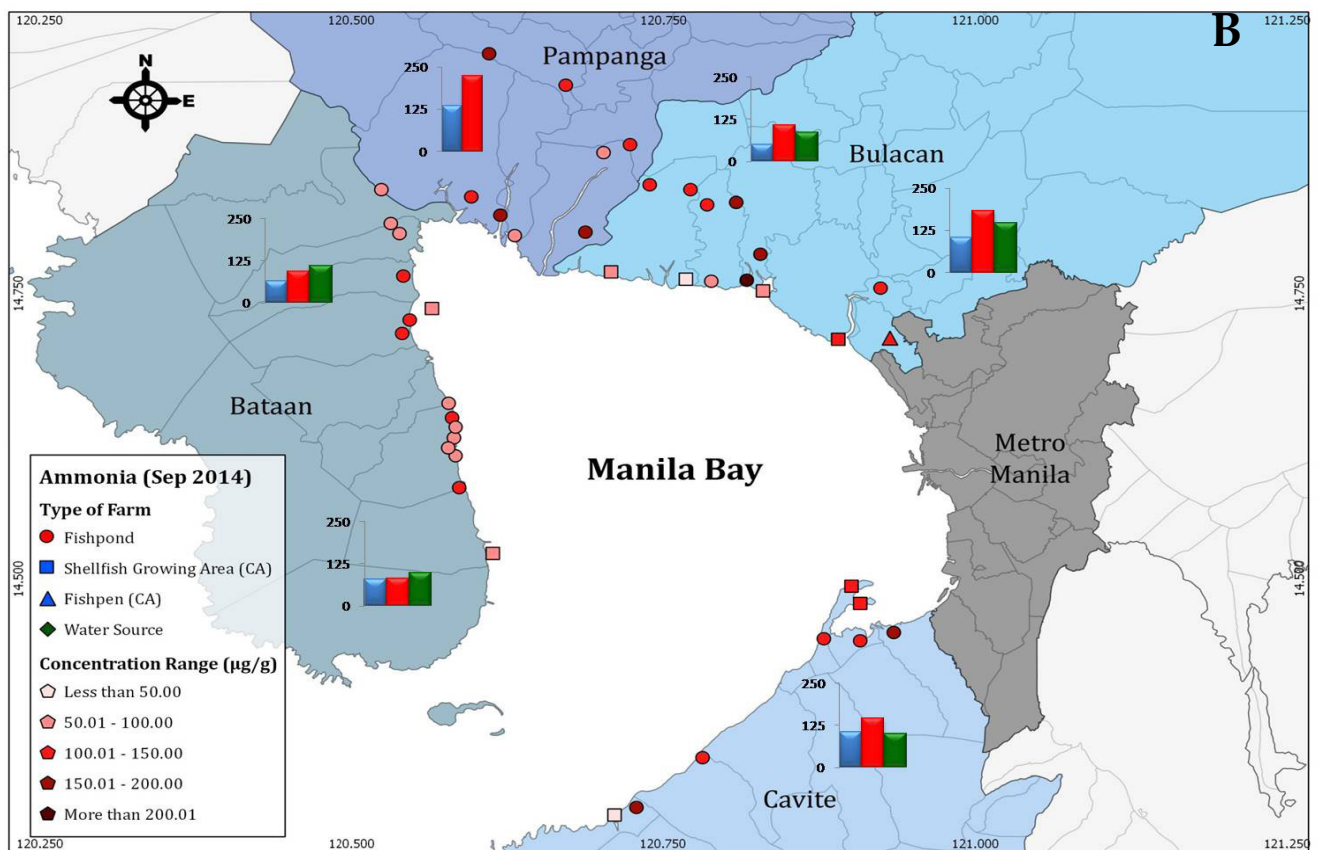 120.250 120.500 120.750 121.000 121.250
B
N
E
Pampanga
250
125
0
250
125
0
Bulacan
250
125
0
250
125
0
14.750
14.750
Bataan
Manila Bay
Metro
Manila
Ammonia (Sep 2014)
Type of Farm
Fishpond
Shellfish Growing Area (CA)
Fishpen (CA)
Water Source
Concentration Range (µg/g)
Less than 50.00
50.01 - 100.00
100.01 - 150.00
150.01 - 200.00
More than 200.01
250
125
0
14.500
14.500
250
125
0
Cavite
120.250 120.500 120.750 121.000 121.250